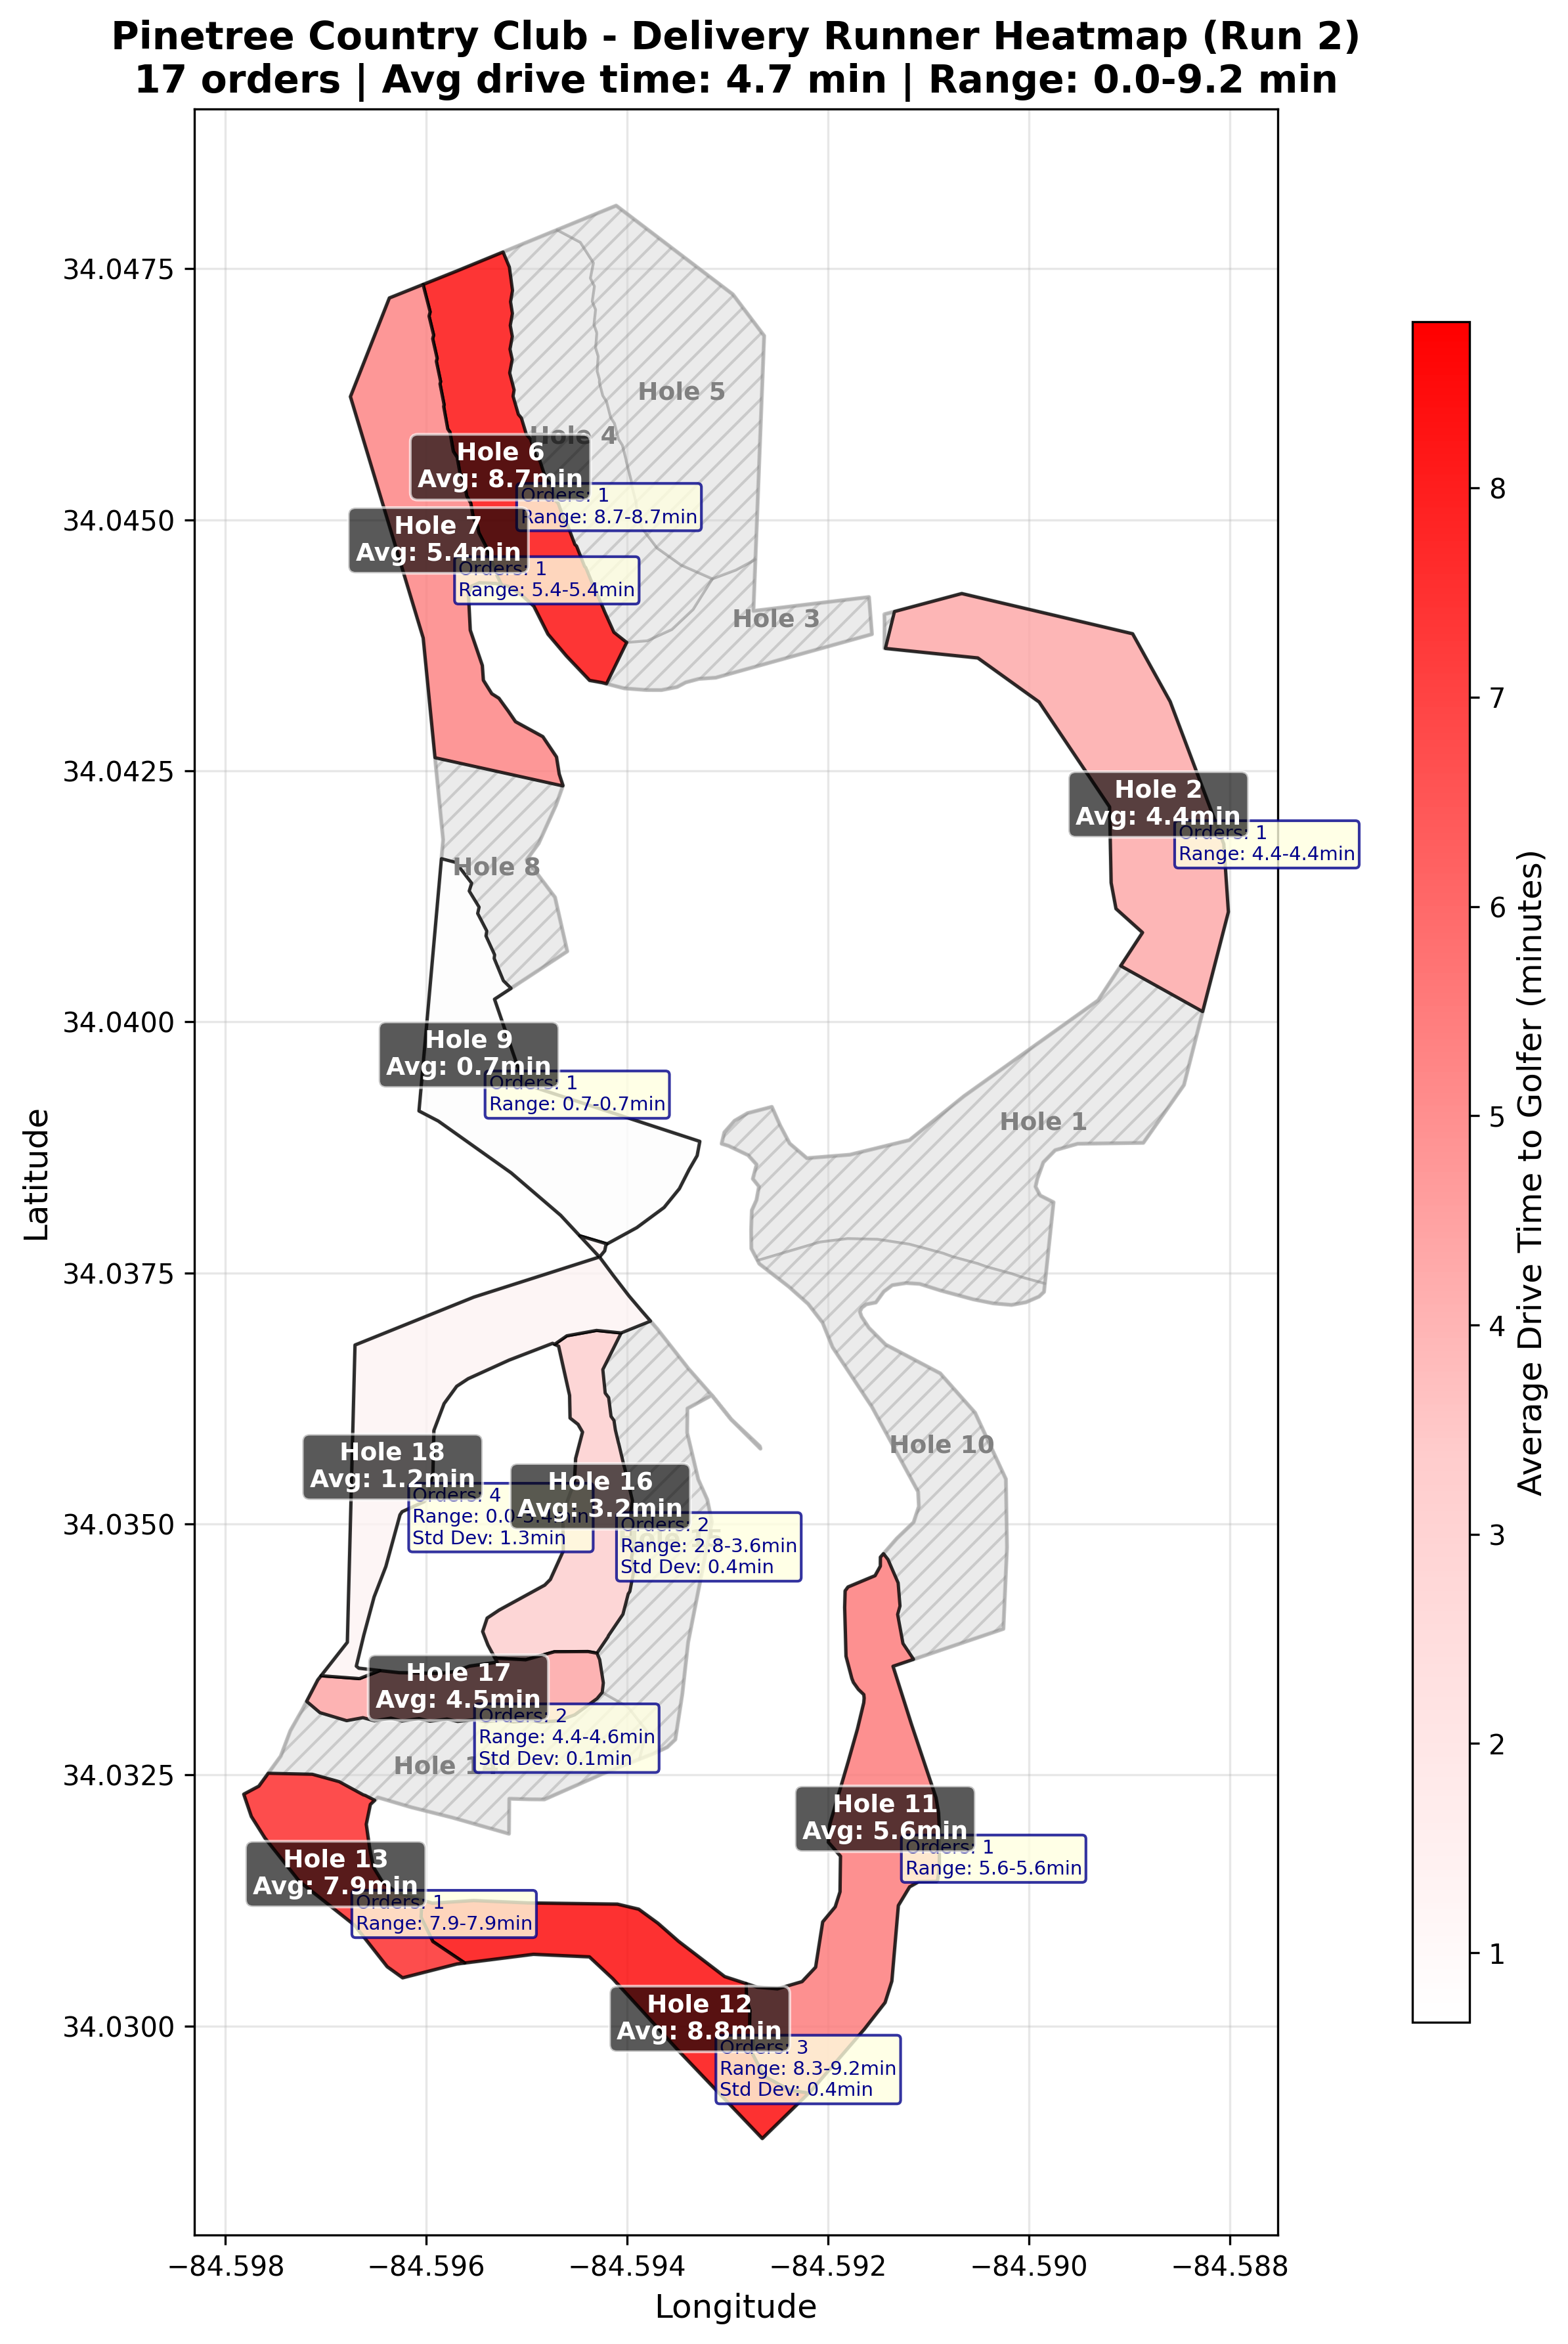 Pinetree Country Club - Delivery Runner Heatmap (Run 2)
17 orders | Avg drive time: 4.7 min | Range: 0.0-9.2 min
34.0475
34.0450
34.0425
34.0400
34.0375
34.0350
34.0325
34.0300
Latitude
−84.598
−84.596
−84.594
−84.592
−84.590
−84.588
Longitude
Hole 5
Hole 4
Hole 6
Avg: 8.7min
Orders: 1
Range: 8.7-8.7min
Hole 7
Avg: 5.4min
Orders: 1
Range: 5.4-5.4min
Hole 3
Hole 2
Avg: 4.4min
Orders: 1
Range: 4.4-4.4min
Hole 8
Hole 9
Avg: 0.7min
Orders: 1
Range: 0.7-0.7min
Hole 1
Hole 10
Hole 18
Avg: 1.2min
Orders: 4
Range: 0.0-3.4min
Std Dev: 1.3min
Hole 16
Avg: 3.2min
Orders: 2
Range: 2.8-3.6min
Std Dev: 0.4min
Hole 17
Avg: 4.5min
Orders: 2
Range: 4.4-4.6min
Std Dev: 0.1min
Hole
Hole 11
Avg: 5.6min
Orders: 1
Range: 5.6-5.6min
Hole 13
Avg: 7.9min
Orders: 1
Range: 7.9-7.9min
Hole 12
Avg: 8.8min
Orders: 3
Range: 8.3-9.2min
Std Dev: 0.4min
8
7
6
5
4
3
2
1
Average Drive Time to Golfer (minutes)